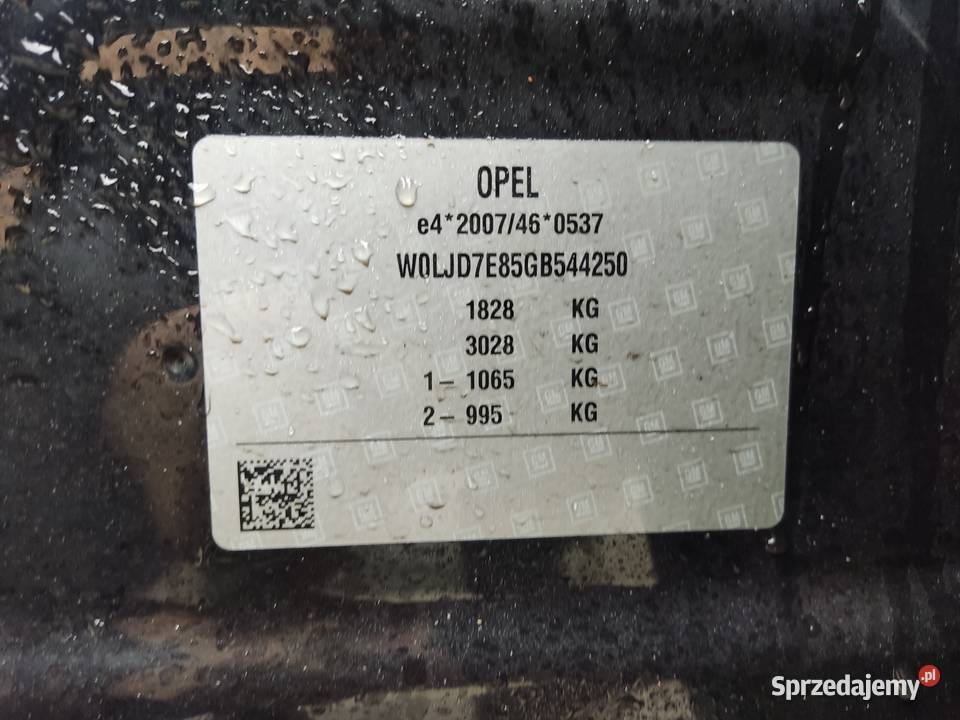 OPEL
e4*2007/46*0537
W0LJD7E85GB544250
1828 KG
3028 KG
1– 1065 KG
2– 995 KG
Sprzedajemy.pl